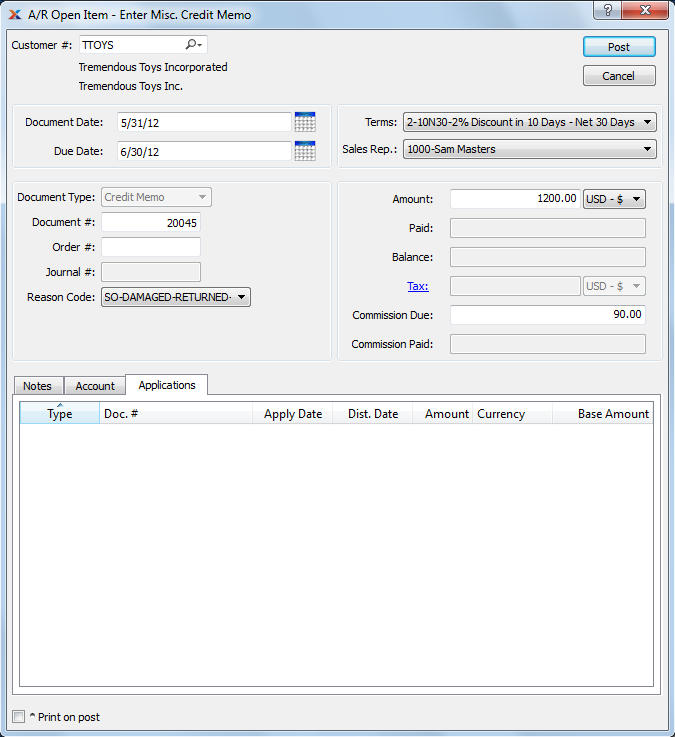 A/R Open Item - Enter Misc. Credit Memo
Customer #: TTOYS
Post
Tremendous Toys Incorporated
Cancel
Tremendous Toys Inc.
Document Date: 5/31/12
Due Date: 6/30/12
Terms: 2-10N30-2% Discount in 10 Days - Net 30 Days
Sales Rep.: 1000-Sam Masters
Document Type: Credit Memo
Document #: 20045
Order #:
Journal #:
Reason Code: SO-DAMAGED-RETURNED-
Amount: 1200.00 USD - $
Paid:
Balance:
Tax: USD - $
Commission Due: 90.00
Commission Paid:
Notes Account Applications
Type Doc. # Apply Date Dist. Date Amount Currency Base Amount
^ Print on post